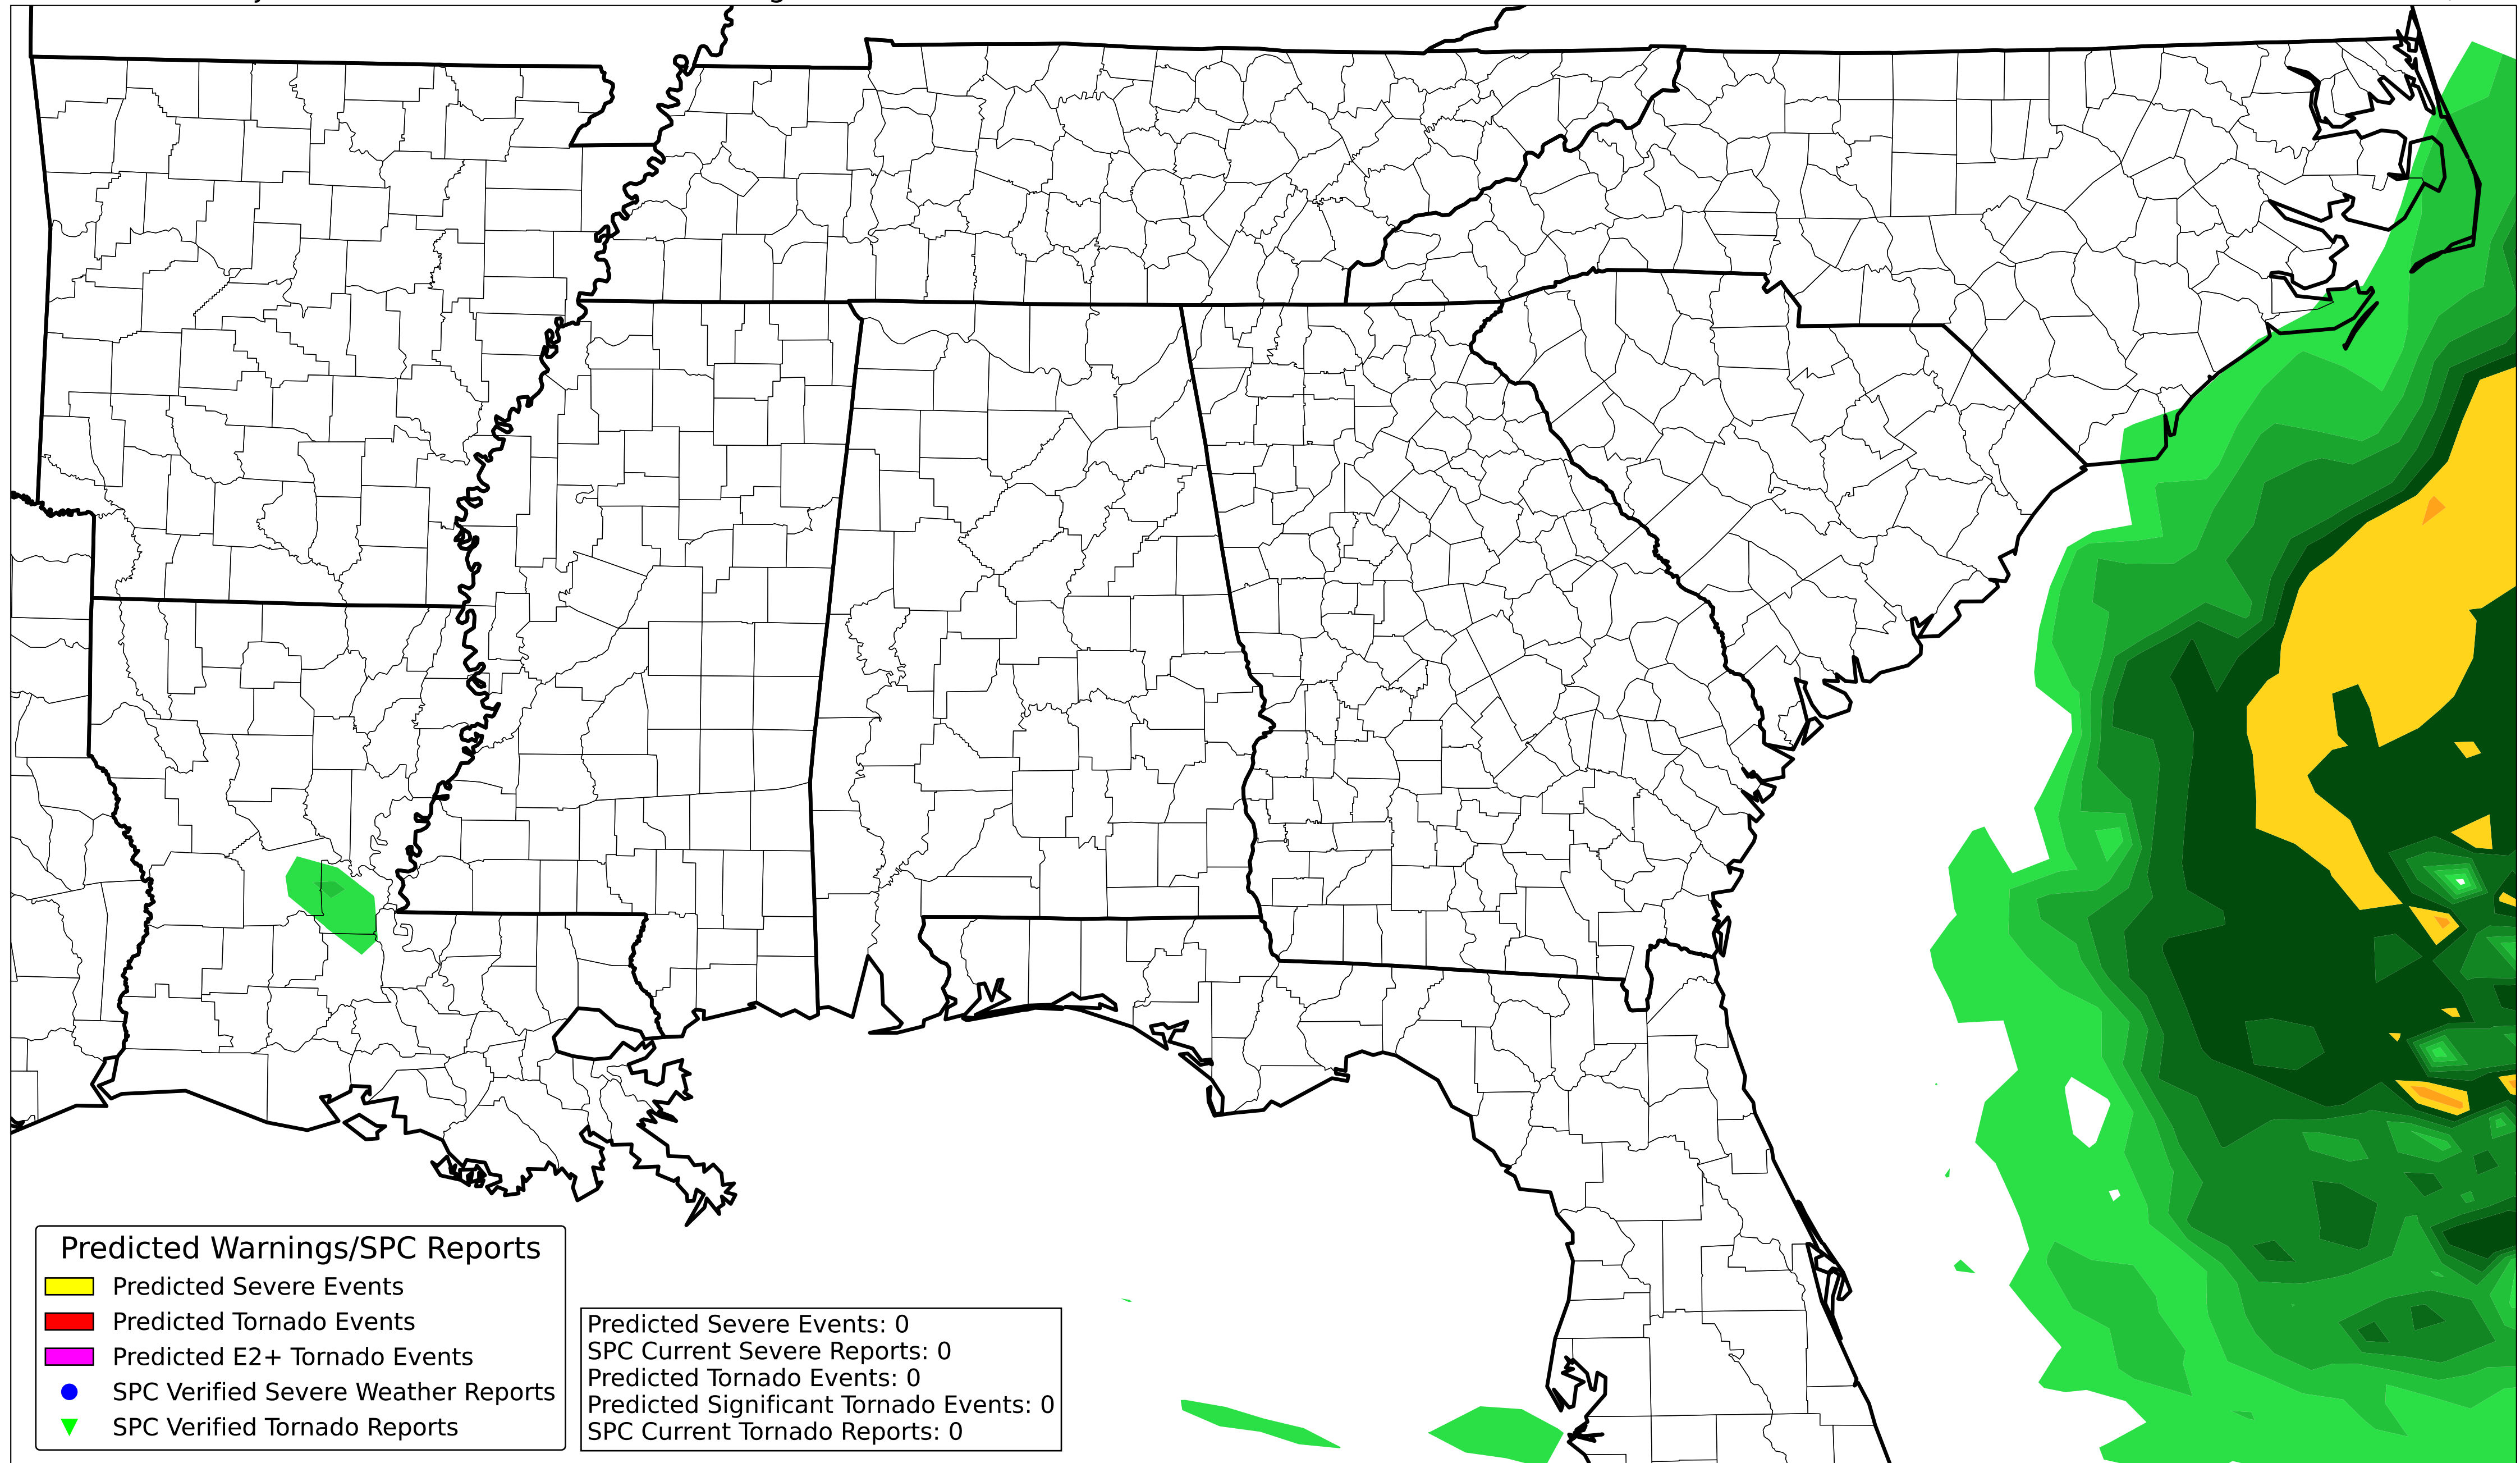 Predicted Warnings/SPC Reports
Predicted Severe Events
Predicted Tornado Events
Predicted E2+ Tornado Events
SPC Verified Severe Weather Reports
SPC Verified Tornado Reports
Predicted Severe Events: 0
SPC Current Severe Reports: 0
Predicted Tornado Events: 0
Predicted Significant Tornado Events: 0
SPC Current Tornado Reports: 0